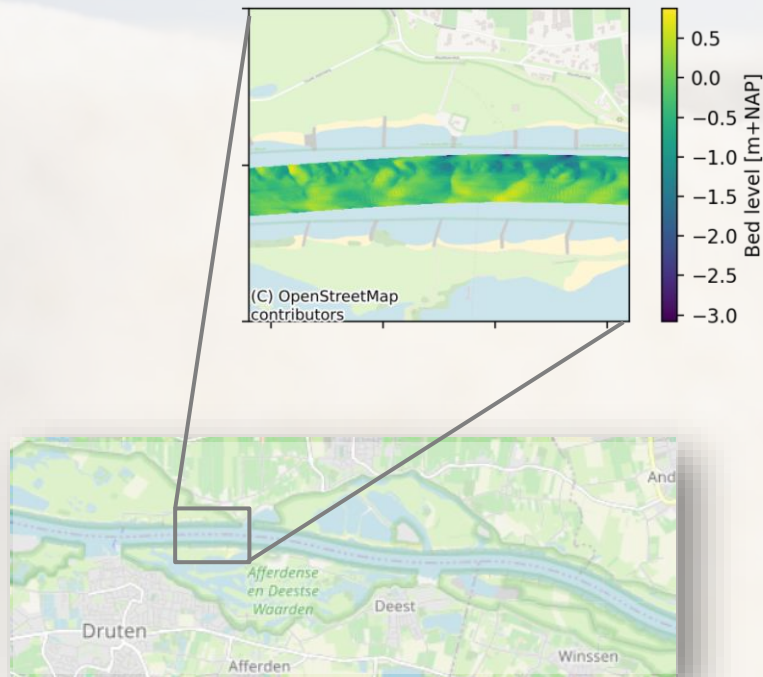 (C) OpenStreetMap
contributors
0.5
0.0
−0.5
−1.0
−1.5
−2.0
−2.5
−3.0
Bed level [m+NAP]
And
Afferdense
en Deestse
Waarden
Deest
Druten
Afferden
Winssen